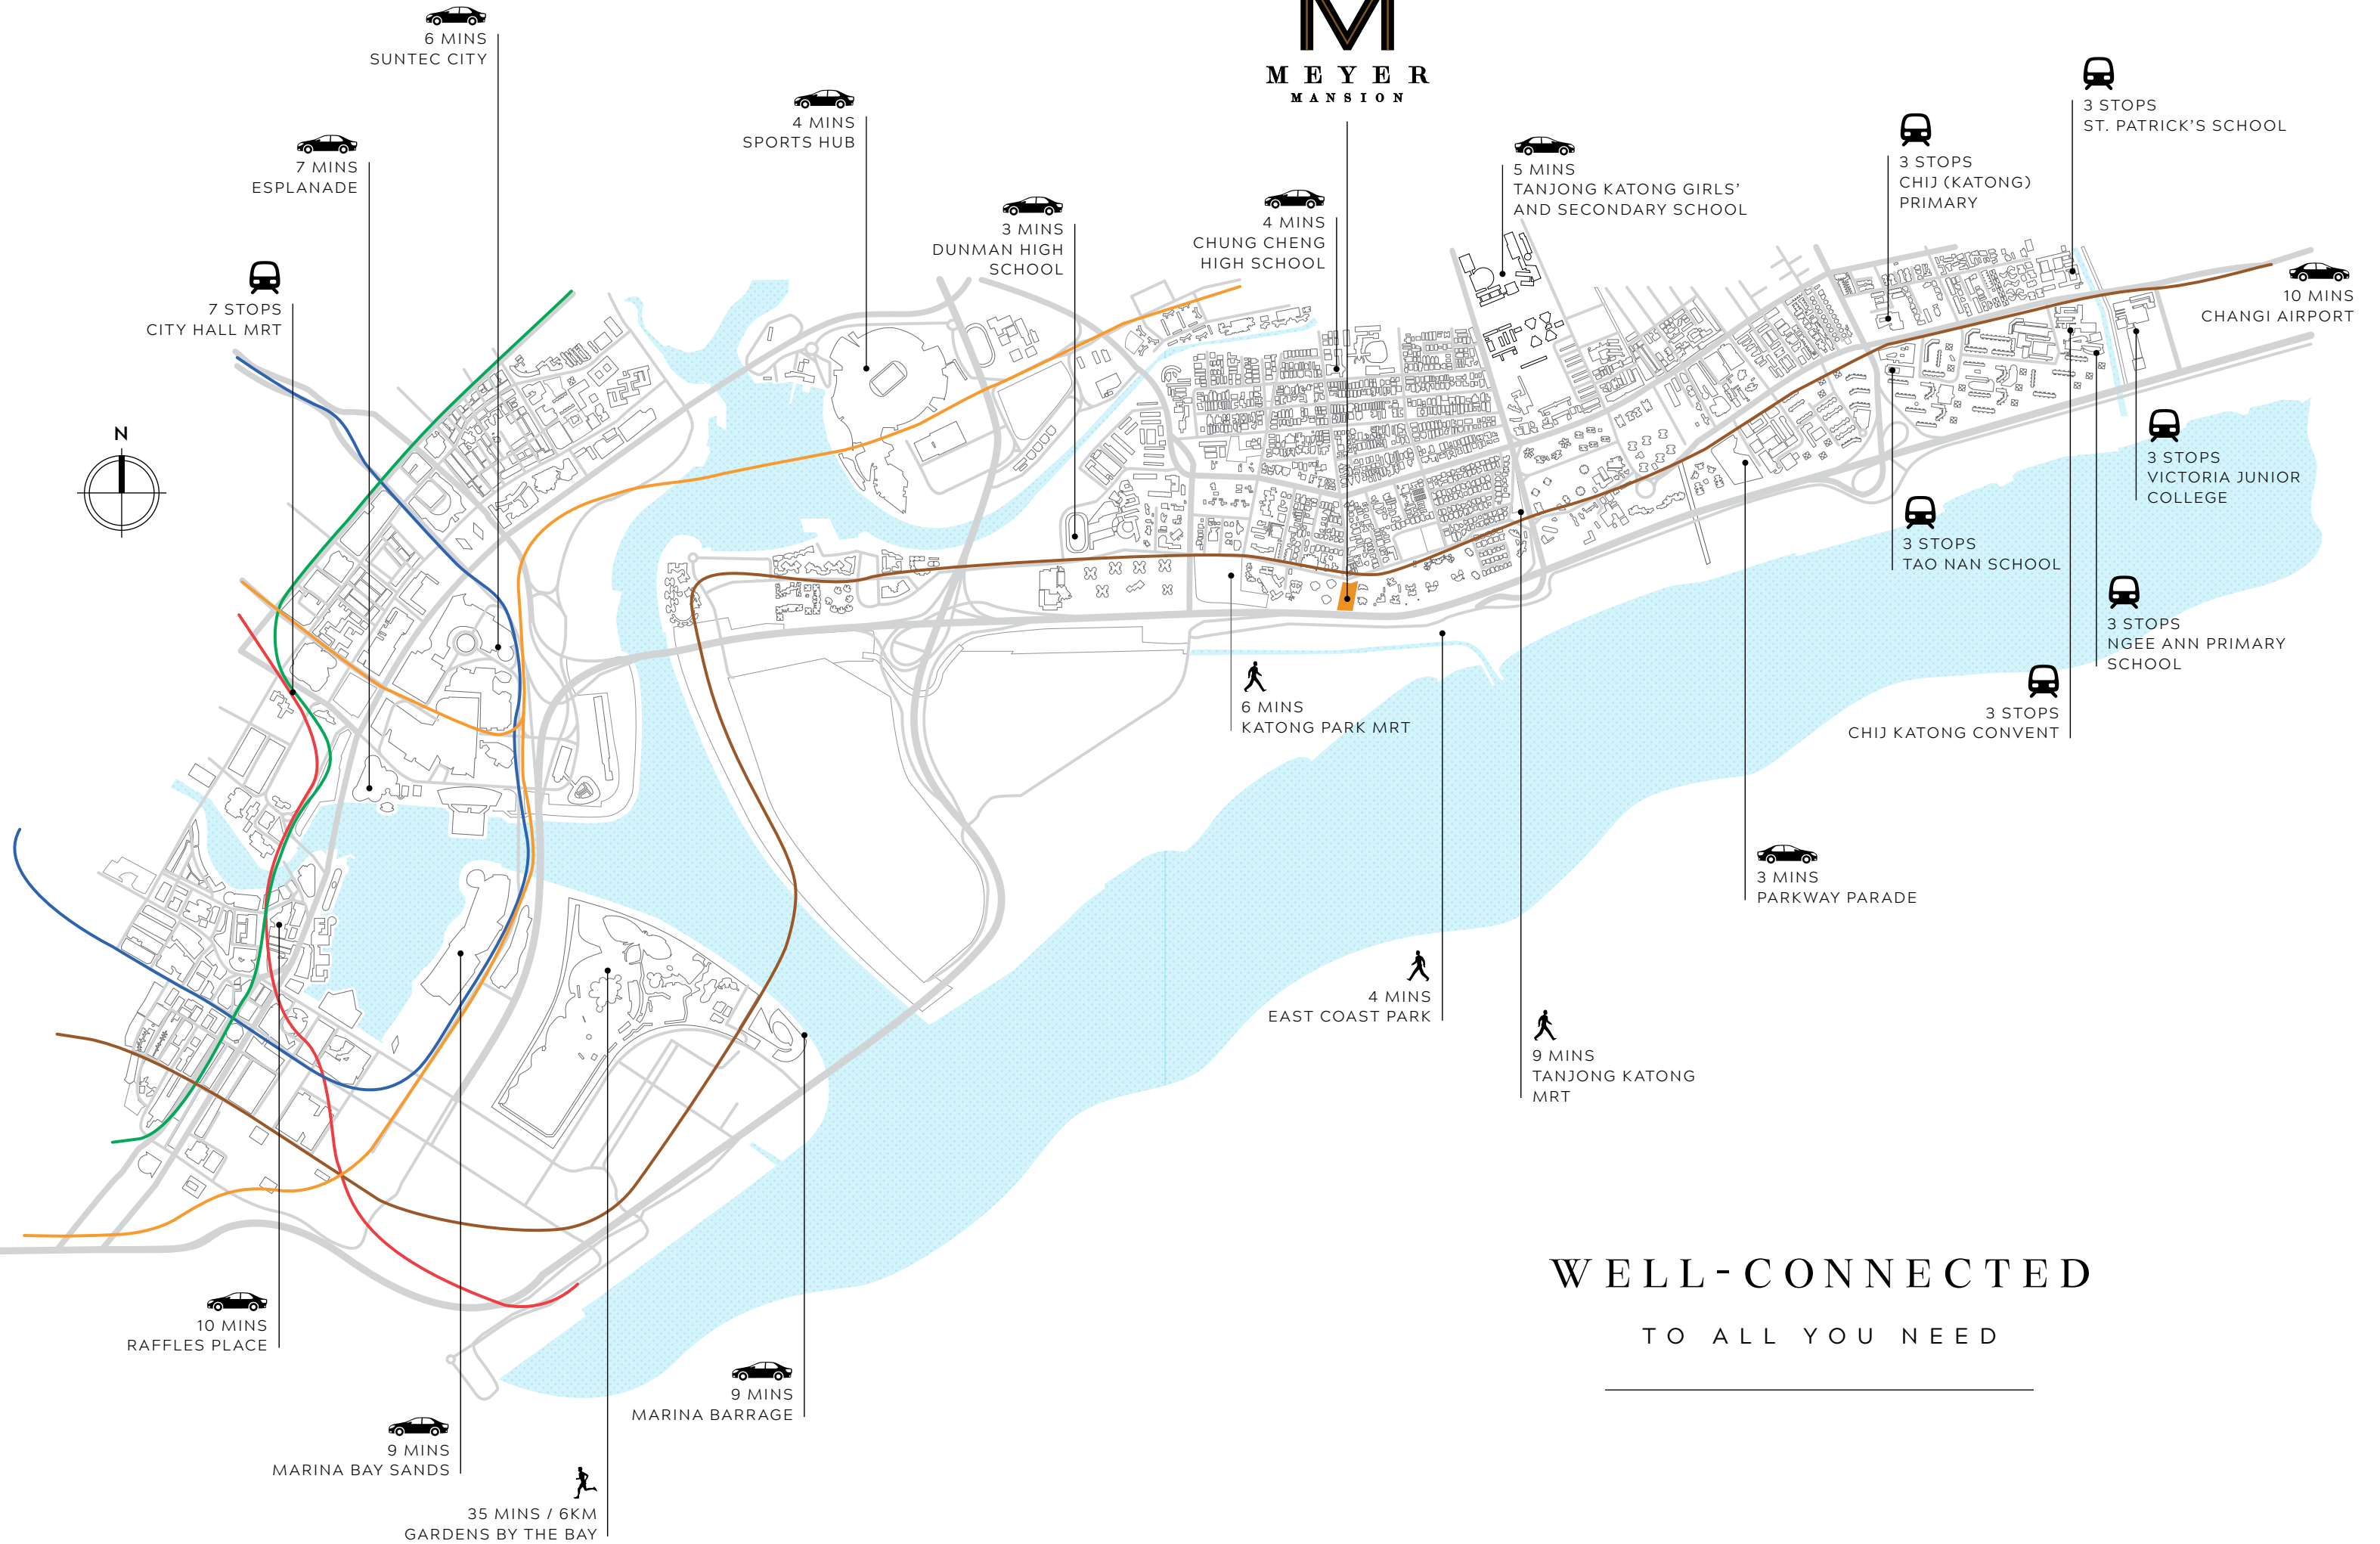 6 MINS
SUNTEC CITY
M
MEYER
MANSION
3 STOPS
ST. PATRICK'S SCHOOL
4 MINS
SPORTS HUB
7 MINS
ESPLANADE
5 MINS
TANJONG KATONG GIRLS'
AND SECONDARY SCHOOL
3 STOPS
CHIJ (KATONG)
PRIMARY
3 MINS
DUNMAN HIGH
SCHOOL
4 MINS
CHUNG CHENG
HIGH SCHOOL
7 STOPS
CITY HALL MRT
10 MINS
CHANGI AIRPORT
N
3 STOPS
VICTORIA JUNIOR
COLLEGE
3 STOPS
TAO NAN SCHOOL
3 STOPS
NGEE ANN PRIMARY
SCHOOL
6 MINS
KATONG PARK MRT
3 STOPS
CHIJ KATONG CONVENT
3 MINS
PARKWAY PARADE
4 MINS
EAST COAST PARK
9 MINS
TANJONG KATONG
MRT
WELL-CONNECTED
TO ALL YOU NEED
10 MINS
RAFFLES PLACE
9 MINS
MARINA BARRAGE
9 MINS
MARINA BAY SANDS
35 MINS / 6KM
GARDENS BY THE BAY